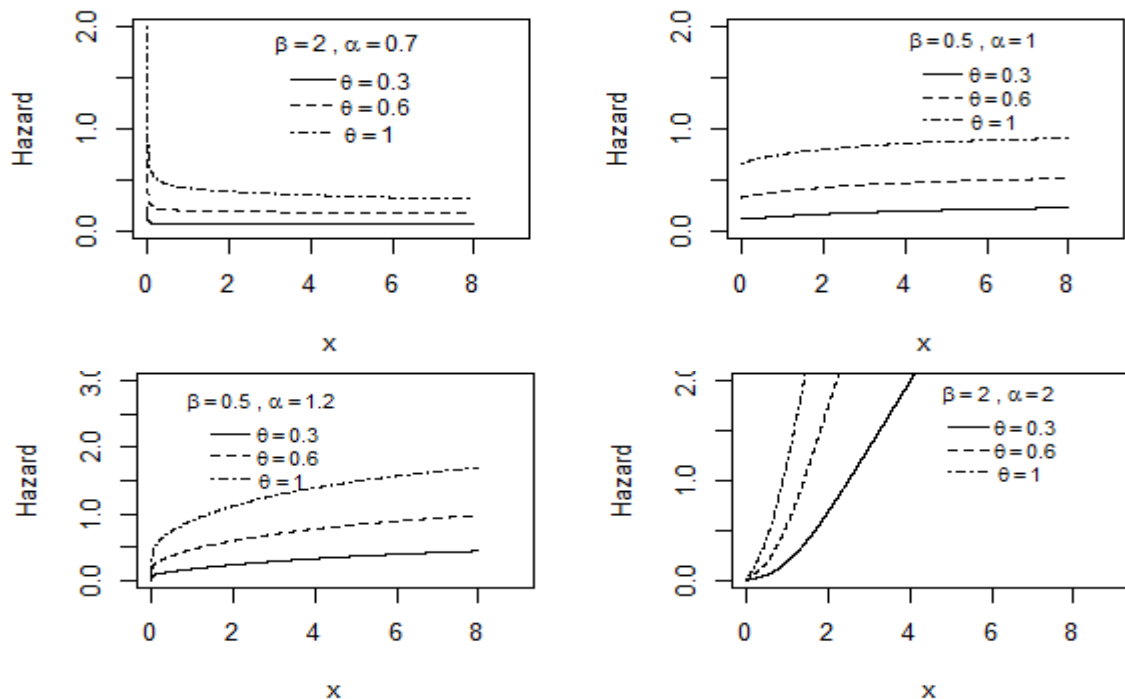 Hazard
0.0 1.0 2.0
β = 2 , α = 0.7
θ = 0.3
θ = 0.6
θ = 1
0 2 4 6 8
x
Hazard
0.0 1.0 2.0
β = 0.5 , α = 1
θ = 0.3
θ = 0.6
θ = 1
0 2 4 6 8
x
Hazard
0.0 1.0 2.0 3.0
β = 0.5 , α = 1.2
θ = 0.3
θ = 0.6
θ = 1
0 2 4 6 8
x
Hazard
0.0 1.0 2.0
β = 2 , α = 2
θ = 0.3
θ = 0.6
θ = 1
0 2 4 6 8
x